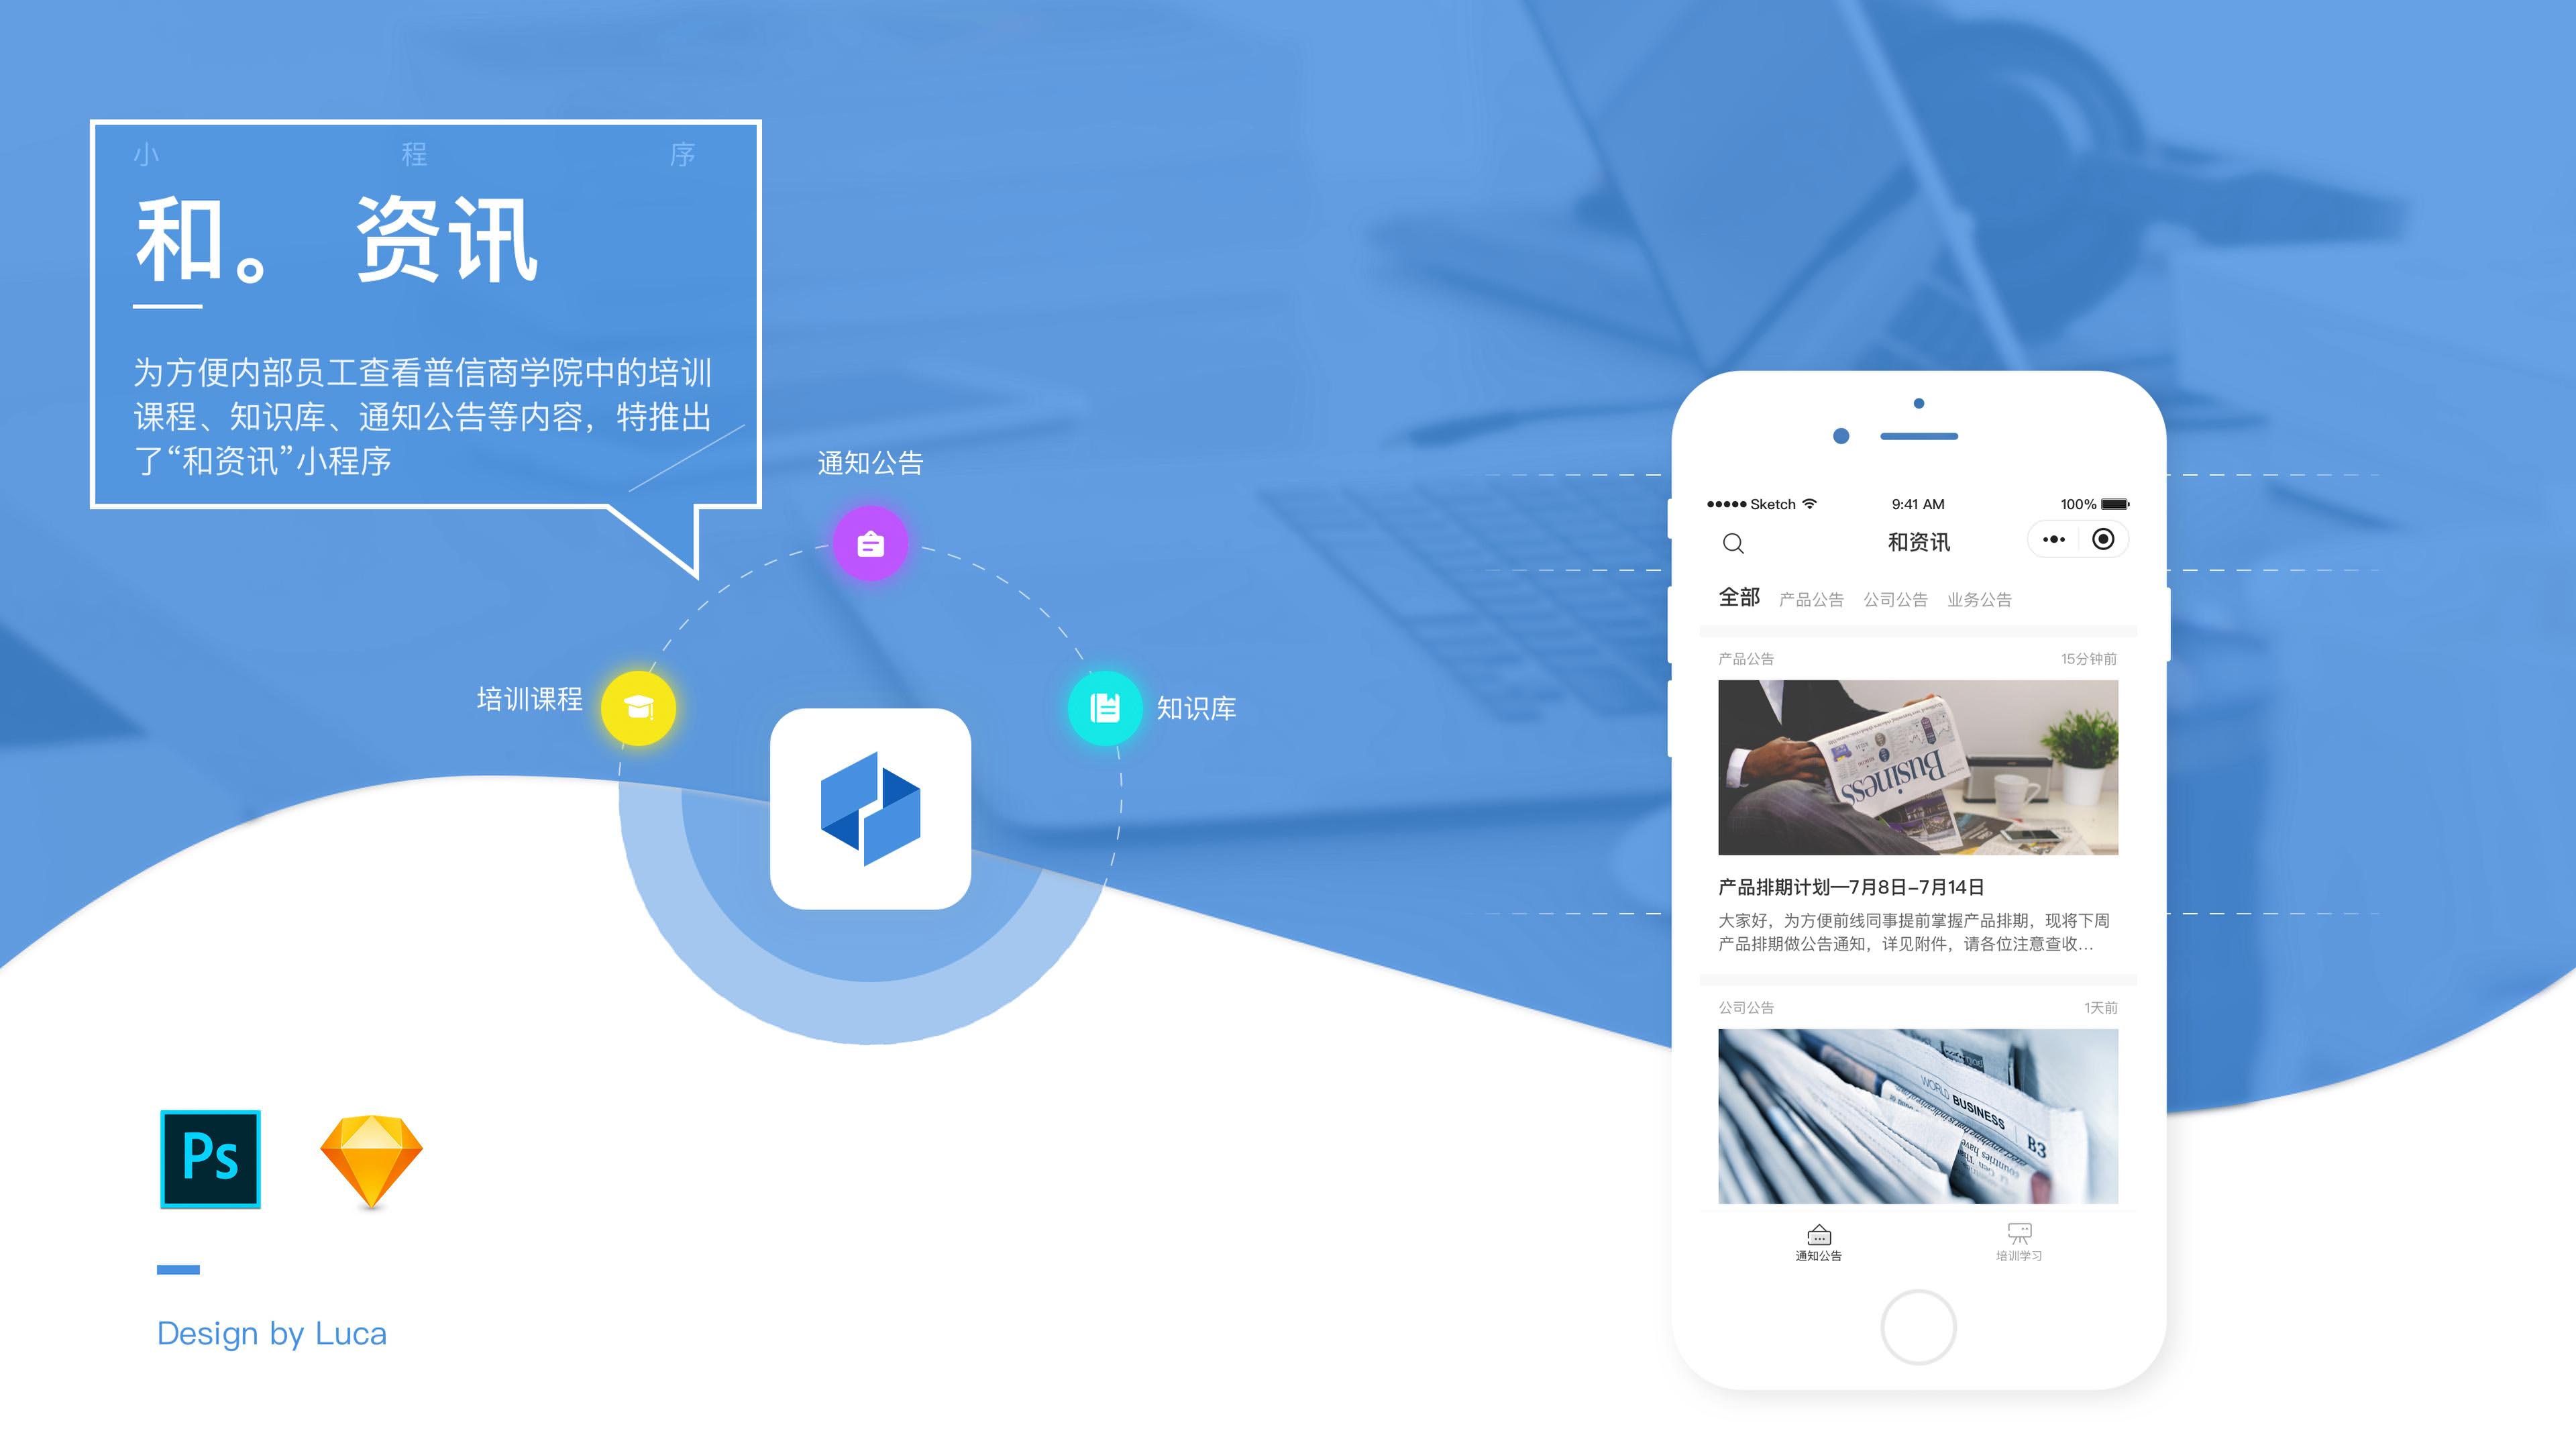 小 程 序
和。 资讯
为方便内部员工查看普信商学院中的培训
课程、知识库、通知公告等内容，特推出
了“和资讯”小程序
通知公告
培训课程
知识库
Ps
Design by Luca
Sketch 9:41 AM 100%
和资讯
全部 产品公告 公司公告 业务公告
产品公告 15分钟前
Business
产品排期计划—7月8日-7月14日
大家好，为方便前线同事提前掌握产品排期，现将下周
产品排期做公告通知，详见附件，请各位注意查收...
公司公告 1天前
WORLD BUSINESS B3
countries have
通知公告 培训学习